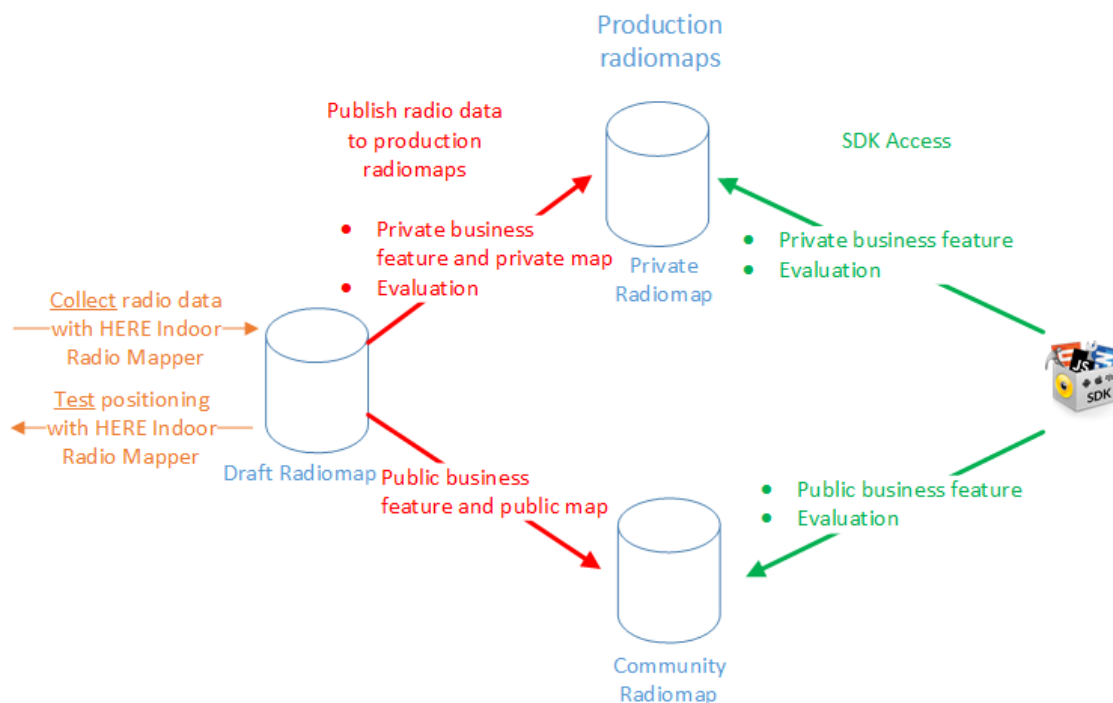 Production
radiomaps
Publish radio data
to production
radiomaps
SDK Access
• Private business
feature and private map
• Evaluation
• Private business feature
• Evaluation
Private
Radiomap
Collect radio data
with HERE Indoor
Radio Mapper
Test positioning
with HERE Indoor
Radio Mapper
Draft Radiomap
JS
SDK
Public business
feature and public map
• Public business feature
• Evaluation
Community
Radiomap